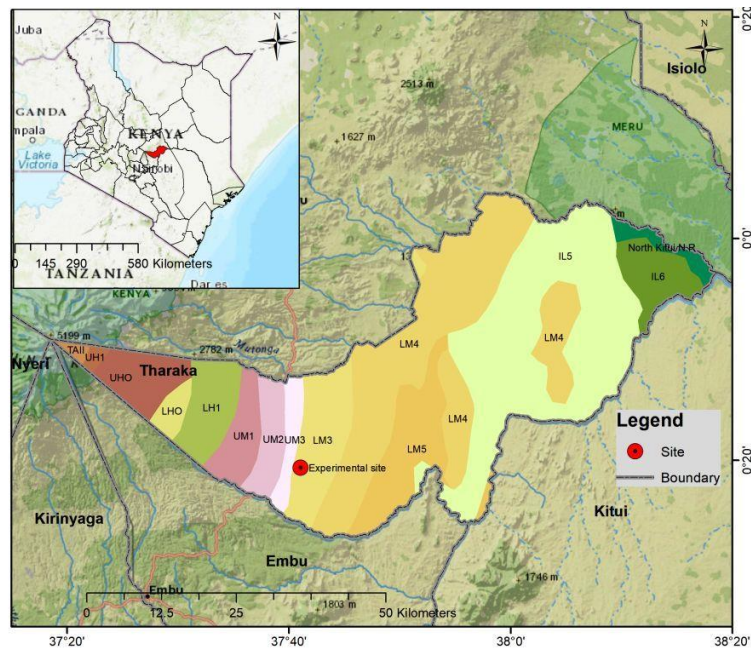 Juba
GANDA
mpala
Lake
Victoria
KENYA
Nairobi
0 145 290 580 Kilometers
TANZANIA
Dar es
N
N
0°20
Isiolo
2513 m
1627
MERU
0°0'
North Kitui N.R
IL5
IL6
KENYA
5199 m
2782 m
Mutonga
Nyeri
TAII
UH1
UHO
Tharaka
LHO
LH1
UM1
UM2
UM3
LM3
LM4
LM4
LM4
LM5
Experimental site
Legend
Site
Boundary
0°20
Kirinyaga
Embu
Kitui
Embu
1746 m
1803 m
0 12.5 25 50 Kilometers
37°20 37°40 38°0' 38°20